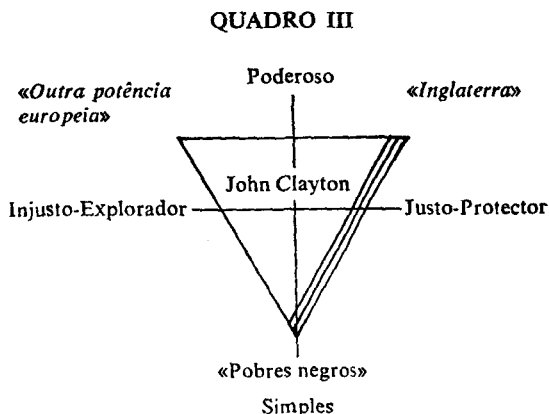 QUADRO III
Poderoso
«Outra potência
europeia»
«Inglaterra»
John Clayton
Injusto-Explorador
Justo-Protector
«Pobres negros»
Simples